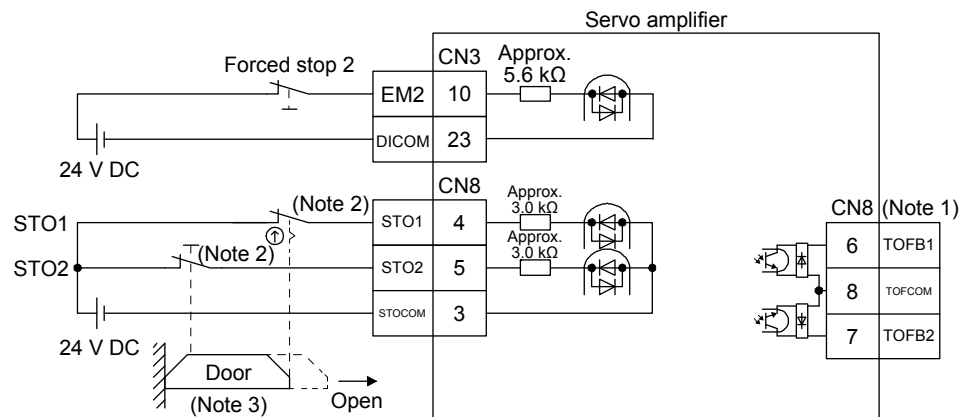 Servo amplifier
Forced stop 2
CN3
Approx.
5.6 kΩ
EM2
10
DICOM
23
24 V DC
CN8
Approx.
3.0 kΩ
STO1
(Note 2)
STO1
4
Approx.
3.0 kΩ
STO2
(Note 2)
STO2
5
STOCOM
3
24 V DC
Door
(Note 3)
Open
CN8 (Note 1)
6
TOFB1
8
TOFCOM
7
TOFB2